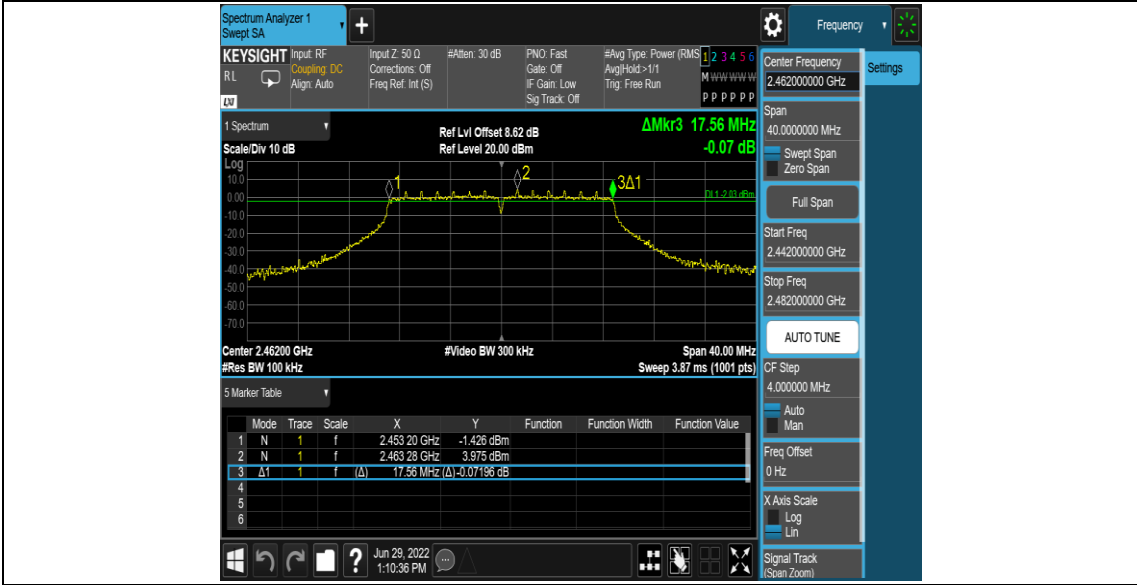 Spectrum Analyzer 1
Swept SA
+
Frequency
KEYSIGHT
RL
LXI
Input: RF
Coupling: DC
Align: Auto
Input Z: 50 Ω
Corrections: Off
Freq Ref: Int (S)
#Atten: 30 dB
PNO: Fast
Gate: Off
IF Gain: Low
Sig Track: Off
#Avg Type: Power (RMS
Avg|Hold:>1/1
Trig: Free Run
1 2 3 4 5 6
M W W W W W
P P P P P P
1 Spectrum
Scale/Div 10 dB
Ref Lvl Offset 8.62 dB
Ref Level 20.00 dBm
ΔMkr3 17.56 MHz
-0.07 dB
Log
10.0
0.00
-10.0
-20.0
-30.0
-40.0
-50.0
-60.0
-70.0
1
2
3Δ1
DL1 -2.03 dBm
Center 2.46200 GHz
#Res BW 100 kHz
#Video BW 300 kHz
Span 40.00 MHz
Sweep 3.87 ms (1001 pts)
5 Marker Table
Mode Trace Scale X Y Function Function Width Function Value
1 N 1 f 2.453 20 GHz -1.426 dBm
2 N 1 f 2.463 28 GHz 3.975 dBm
3 Δ1 1 f (Δ) 17.56 MHz (Δ) -0.07196 dB
4
5
6
?
Jun 29, 2022
1:10:36 PM
Center Frequency
2.462000000 GHz
Settings
Span
40.0000000 MHz
Swept Span
Zero Span
Full Span
Start Freq
2.442000000 GHz
Stop Freq
2.482000000 GHz
AUTO TUNE
CF Step
4.000000 MHz
Auto
Man
Freq Offset
0 Hz
X Axis Scale
Log
Lin
Signal Track
(Span Zoom)